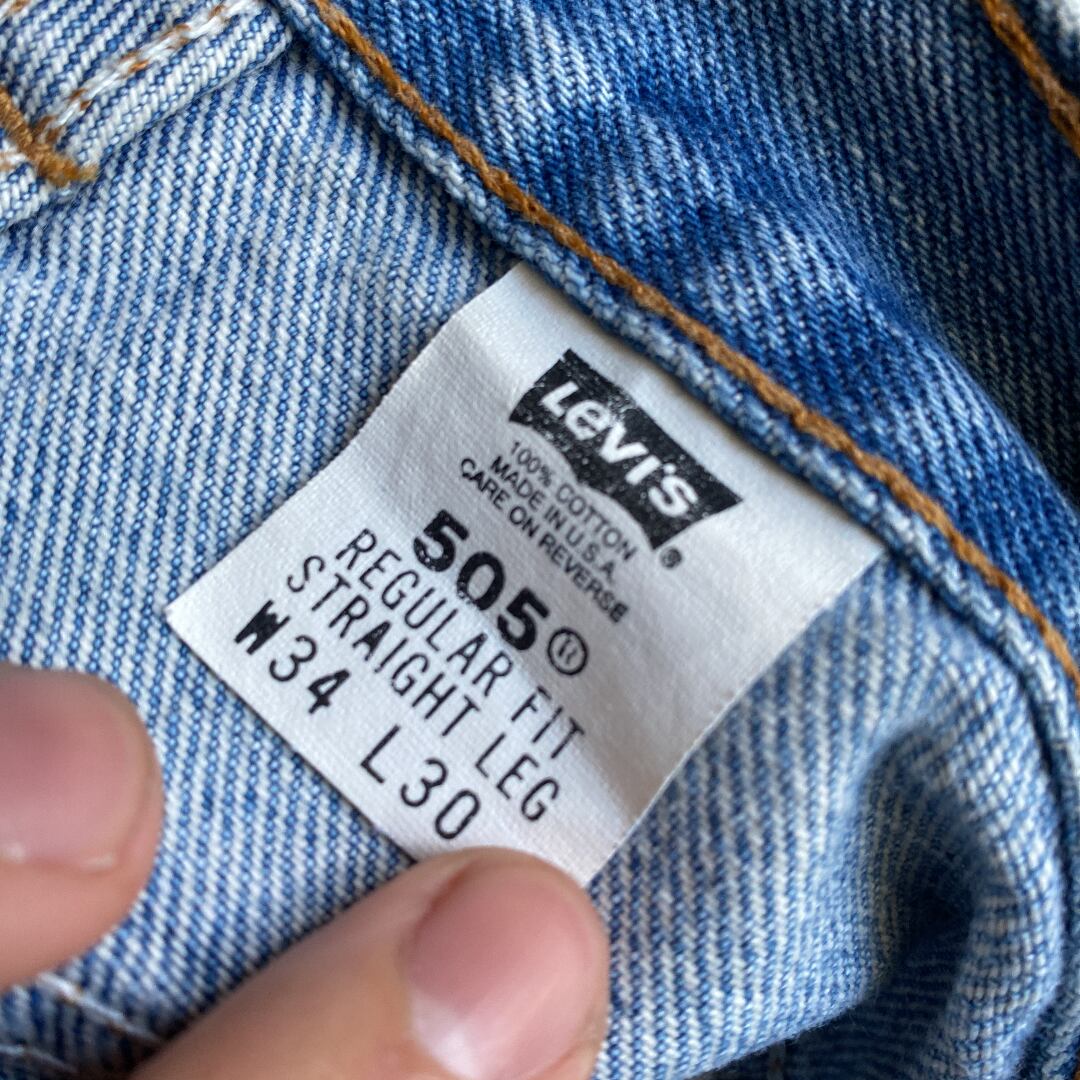 Levi's®
100% COTTON
MADE IN U.S.A.
CARE ON REVERSE
505®
REGULAR FIT
STRAIGHT LEG
W34 L30